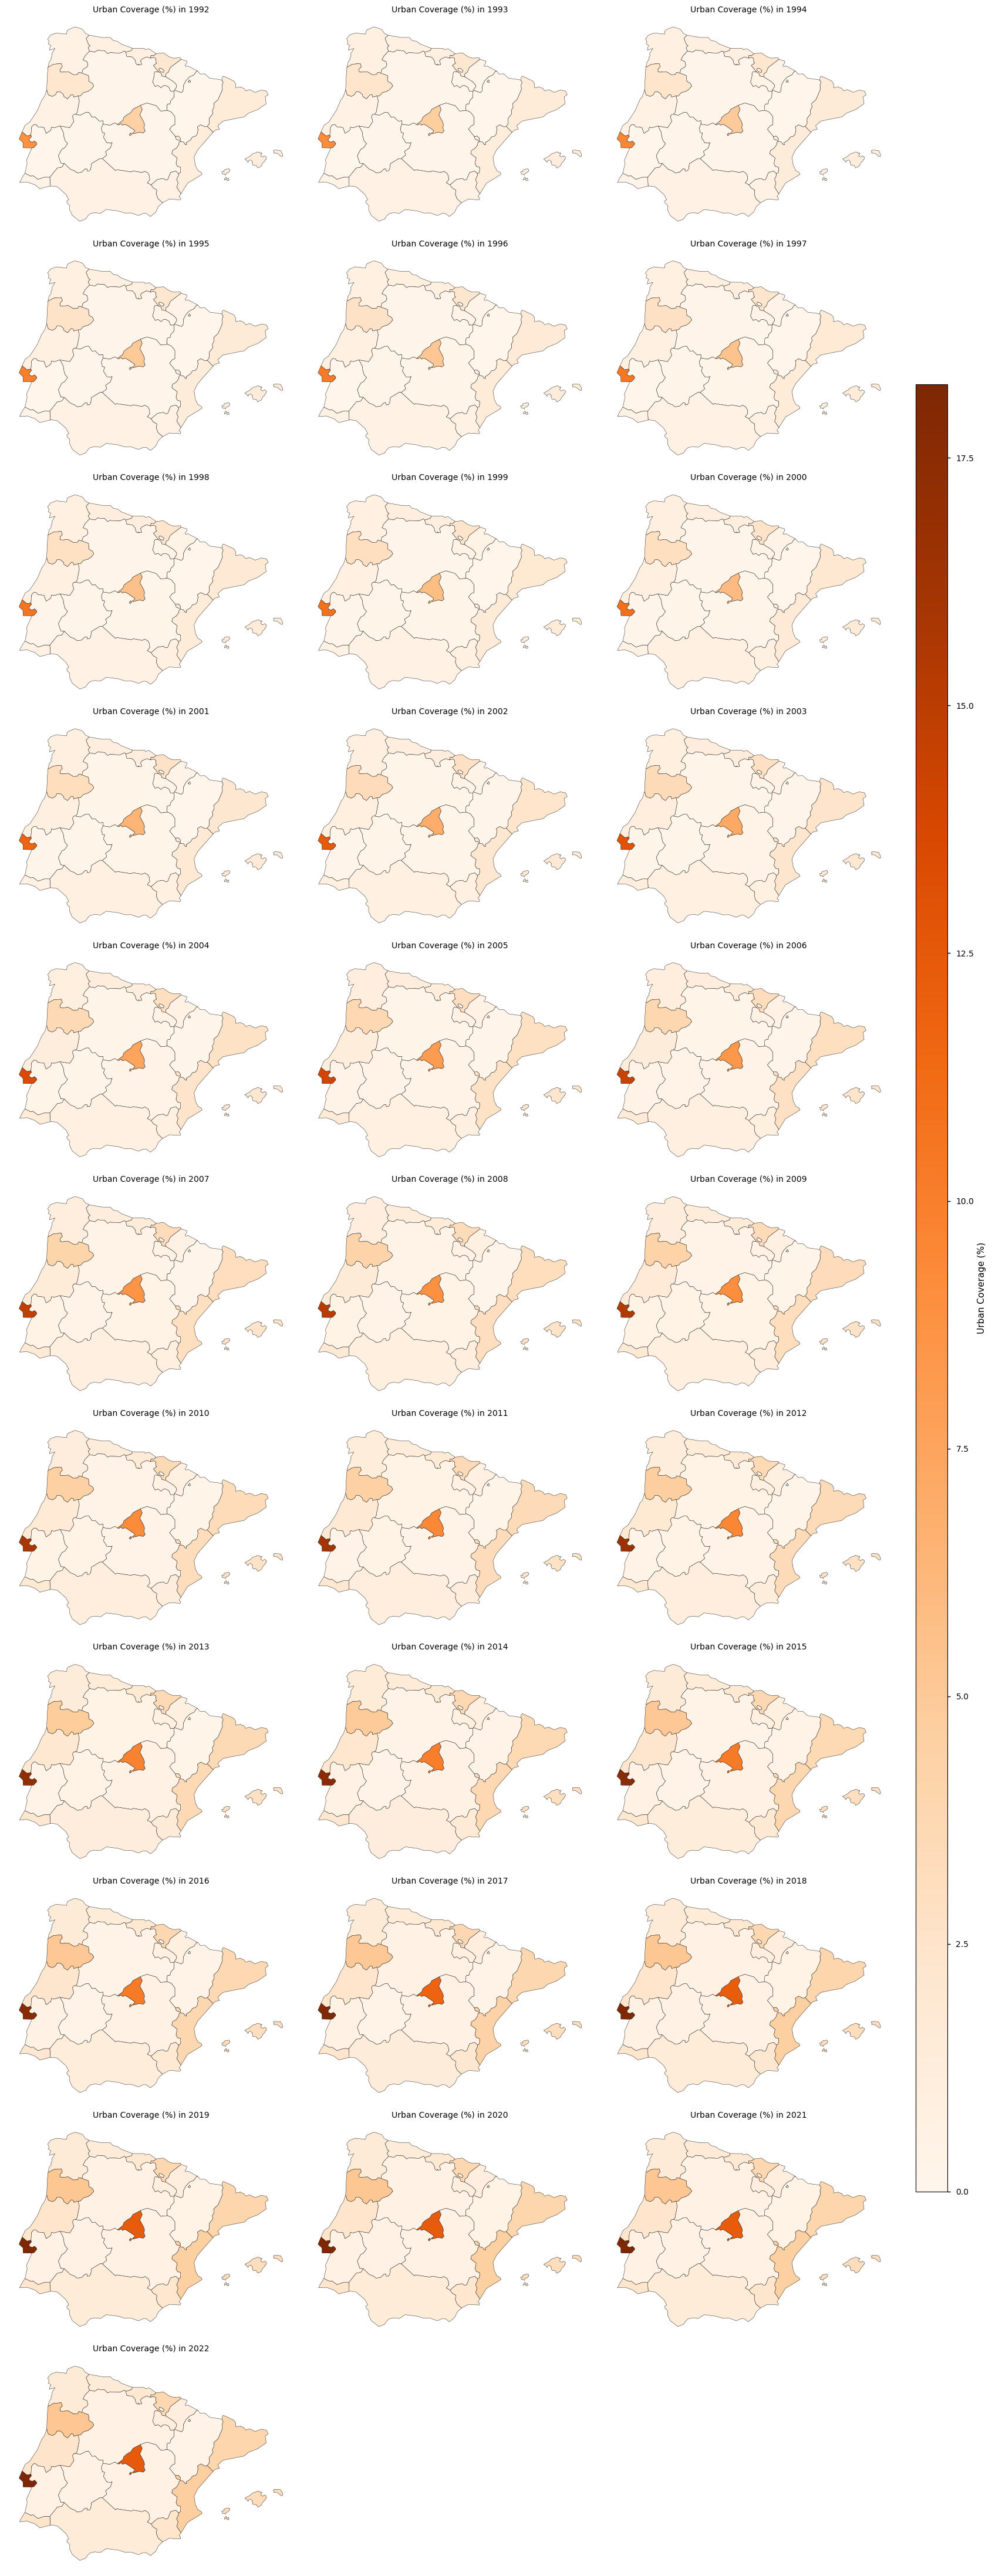 Urban Coverage (%) in 1992
Urban Coverage (%) in 1993
Urban Coverage (%) in 1994
Urban Coverage (%) in 1995
Urban Coverage (%) in 1996
Urban Coverage (%) in 1997
Urban Coverage (%) in 1998
Urban Coverage (%) in 1999
Urban Coverage (%) in 2000
Urban Coverage (%) in 2001
Urban Coverage (%) in 2002
Urban Coverage (%) in 2003
Urban Coverage (%) in 2004
Urban Coverage (%) in 2005
Urban Coverage (%) in 2006
Urban Coverage (%) in 2007
Urban Coverage (%) in 2008
Urban Coverage (%) in 2009
Urban Coverage (%) in 2010
Urban Coverage (%) in 2011
Urban Coverage (%) in 2012
Urban Coverage (%) in 2013
Urban Coverage (%) in 2014
Urban Coverage (%) in 2015
Urban Coverage (%) in 2016
Urban Coverage (%) in 2017
Urban Coverage (%) in 2018
Urban Coverage (%) in 2019
Urban Coverage (%) in 2020
Urban Coverage (%) in 2021
Urban Coverage (%) in 2022
17.5
15.0
12.5
10.0
7.5
5.0
2.5
0.0
Urban Coverage (%)